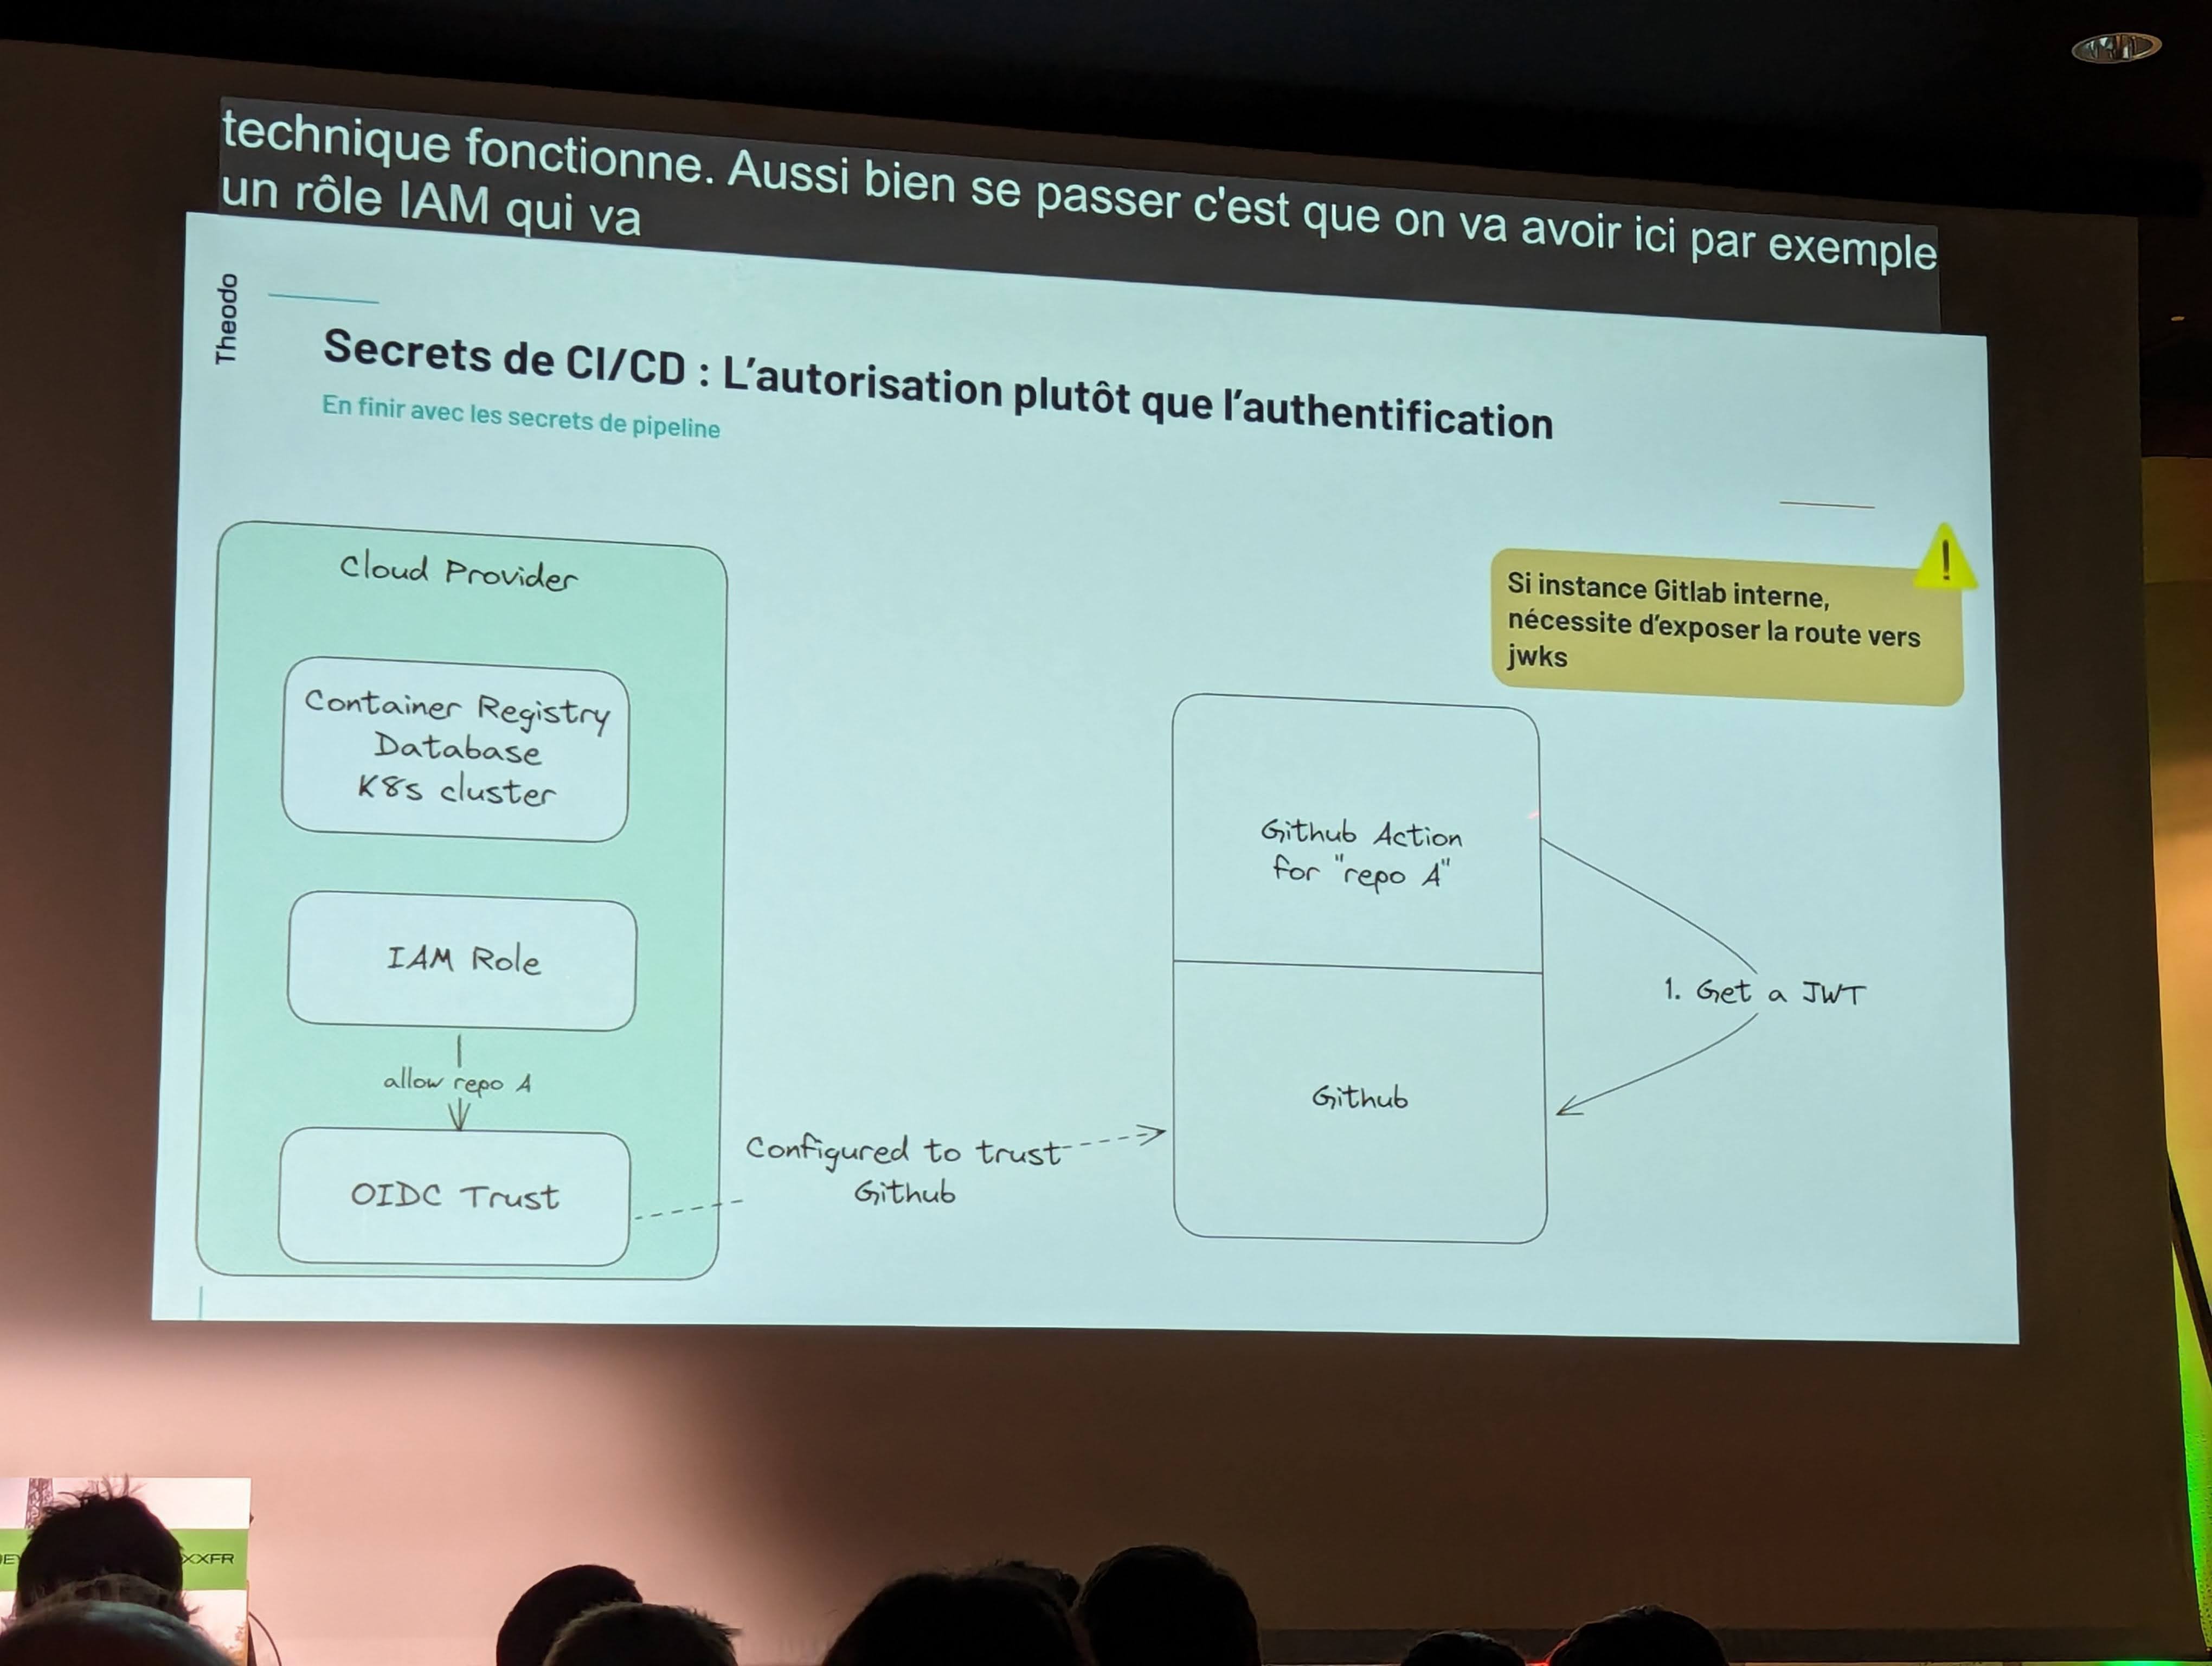 technique fonctionne. Aussi bien se passer c'est que on va avoir ici par exemple
un rôle IAM qui va
Theodo
Secrets de CI/CD : L'autorisation plutôt que l'authentification
En finir avec les secrets de pipeline
Cloud Provider
Container Registry
Database
K8s cluster
IAM Role
allow repo A
OIDC Trust
Configured to trust
Github
Si instance Gitlab interne,
nécessite d'exposer la route vers
jwks
Github Action
for "repo A"
Github
1. Get a JWT
XXFR